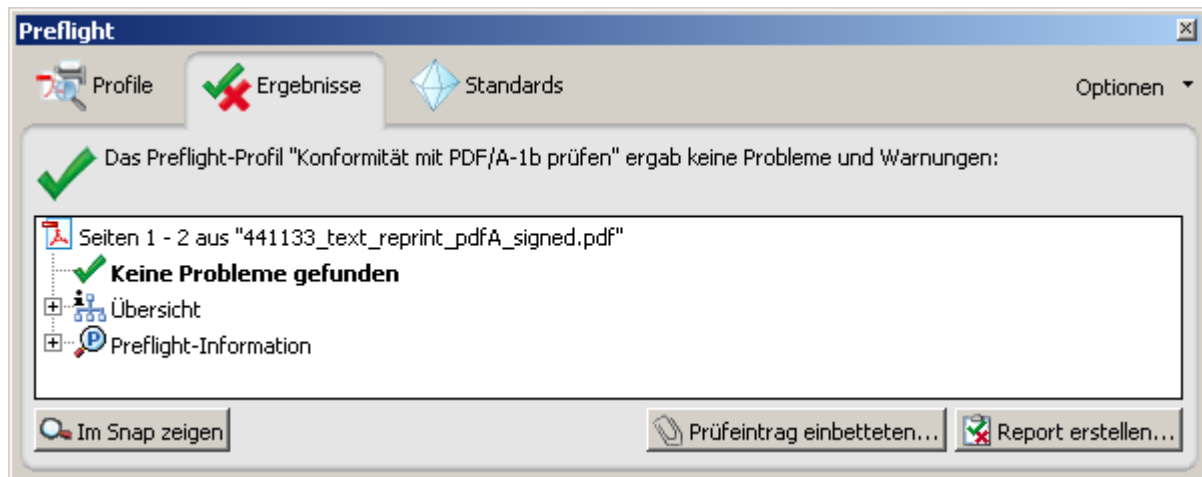 Preflight
Profile
Ergebnisse
Standards
Optionen
Das Preflight-Profil "Konformität mit PDF/A-1b prüfen" ergab keine Probleme und Warnungen:
Seiten 1 - 2 aus "441133_text_reprint_pdfA_signed.pdf"
Keine Probleme gefunden
Übersicht
Preflight-Information
Im Snap zeigen
Prüfeintrag einbetteten...
Report erstellen...